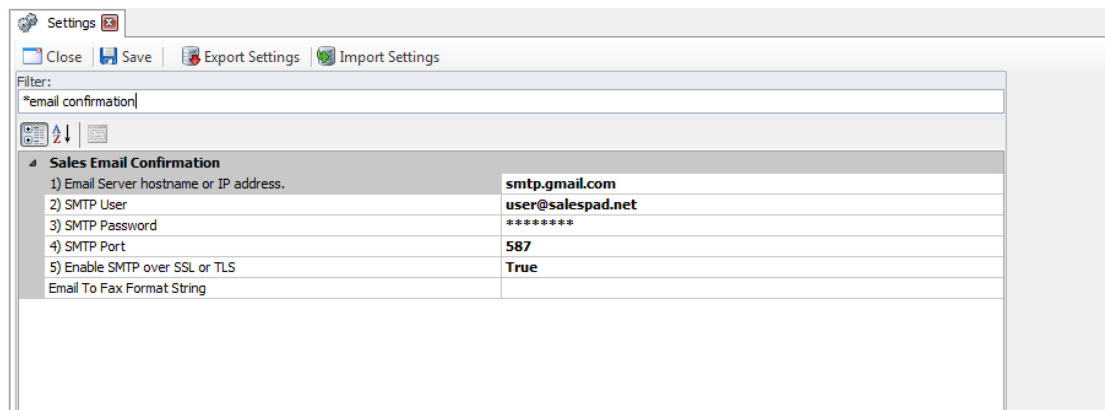 Settings
Close Save Export Settings Import Settings
Filter:
*email confirmation
Sales Email Confirmation
1) Email Server hostname or IP address. smtp.gmail.com
2) SMTP User user@salespad.net
3) SMTP Password ********
4) SMTP Port 587
5) Enable SMTP over SSL or TLS True
Email To Fax Format String